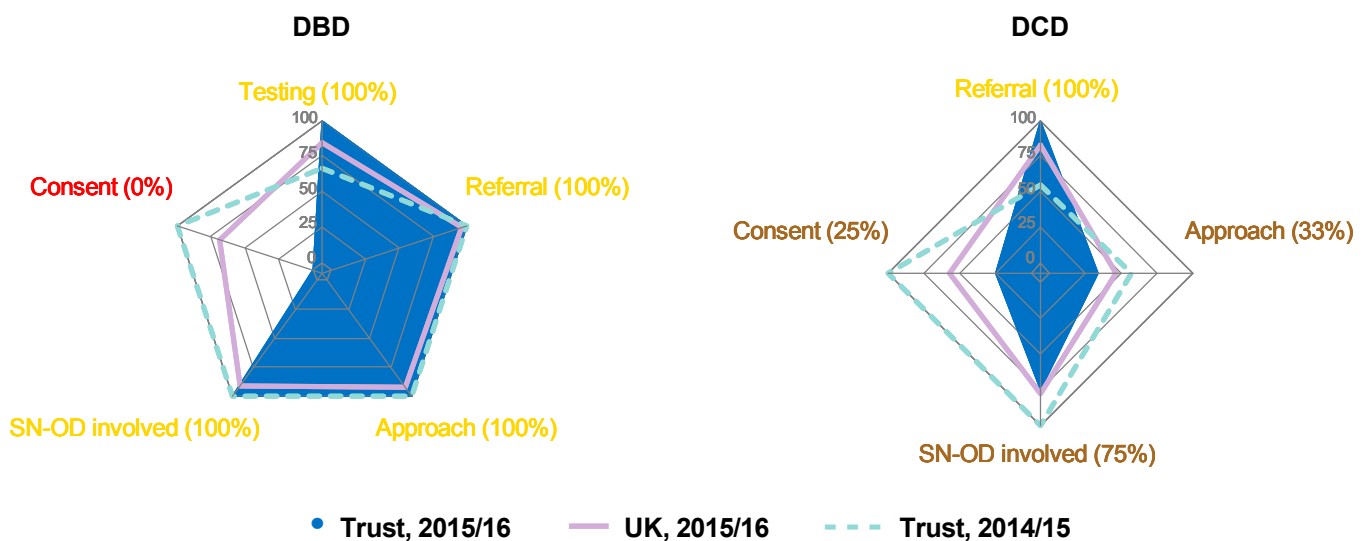 DBD
DCD
Testing (100%)
Referral (100%)
100
75
50
25
0
100
75
50
25
0
Consent (0%)
Referral (100%)
Consent (25%)
Approach (33%)
SN-OD involved (100%)
Approach (100%)
SN-OD involved (75%)
Trust, 2015/16
UK, 2015/16
Trust, 2014/15